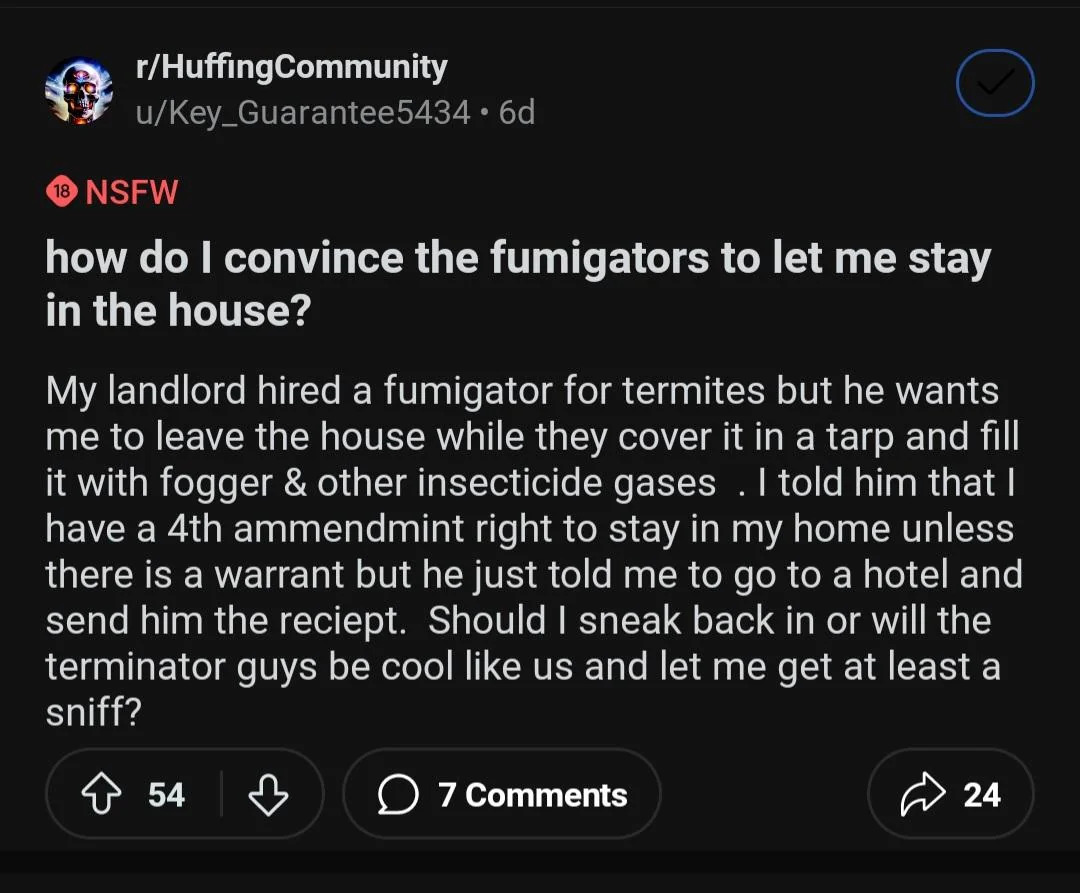 r/HuffingCommunity
u/Key_Guarantee5434 • 6d
18 NSFW
how do I convince the fumigators to let me stay
in the house?
My landlord hired a fumigator for termites but he wants
me to leave the house while they cover it in a tarp and fill
it with fogger & other insecticide gases  . I told him that I
have a 4th ammendmint right to stay in my home unless
there is a warrant but he just told me to go to a hotel and
send him the reciept.  Should I sneak back in or will the
terminator guys be cool like us and let me get at least a
sniff?
54 7 Comments 24